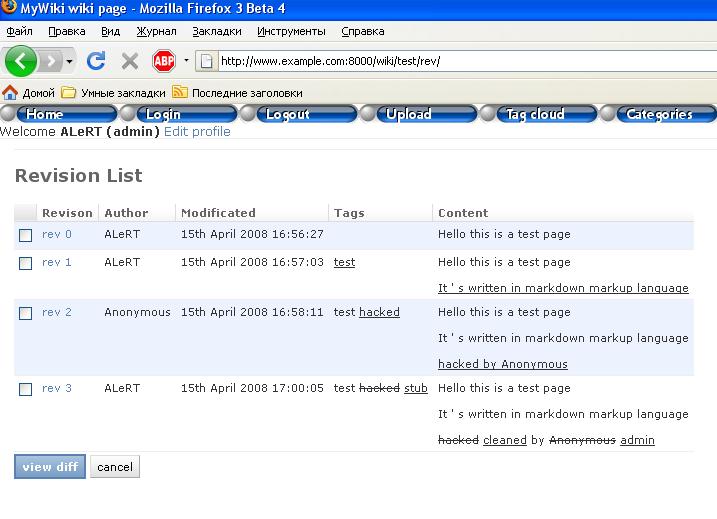 MyWiki wiki page - Mozilla Firefox 3 Beta 4
Файл Правка Вид Журнал Закладки Инструменты Справка
ABP http://www.example.com:8000/wiki/test/rev/
Домой Умные закладки Последние заголовки
Home Login Logout Upload Tag cloud Categories
Welcome ALeRT (admin) Edit profile
Revision List
Revison Author Modificated Tags Content
rev 0 ALeRT 15th April 2008 16:56:27 Hello this is a test page
rev 1 ALeRT 15th April 2008 16:57:03 test Hello this is a test page
It ' s written in markdown markup language
rev 2 Anonymous 15th April 2008 16:58:11 test hacked Hello this is a test page
It ' s written in markdown markup language
hacked by Anonymous
rev 3 ALeRT 15th April 2008 17:00:05 test hacked stub Hello this is a test page
It ' s written in markdown markup language
hacked cleaned by Anonymous admin
view diff cancel